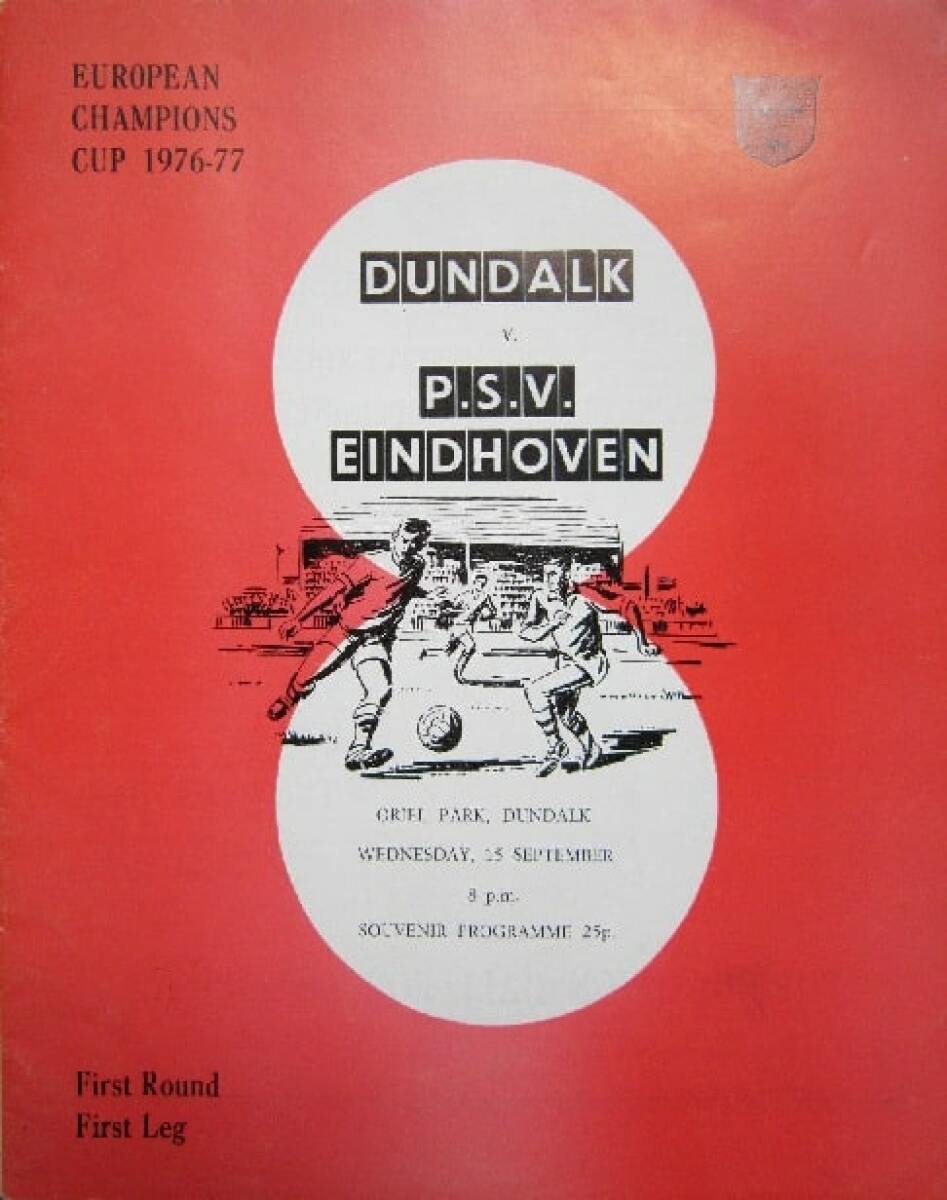 EUROPEAN
CHAMPIONS
CUP 1976-77
DUNDALK
v.
P.S.V.
EINDHOVEN
ORIEL PARK, DUNDALK
WEDNESDAY, 15 SEPTEMBER
8 p.m.
SOUVENIR PROGRAMME 25p.
First Round
First Leg